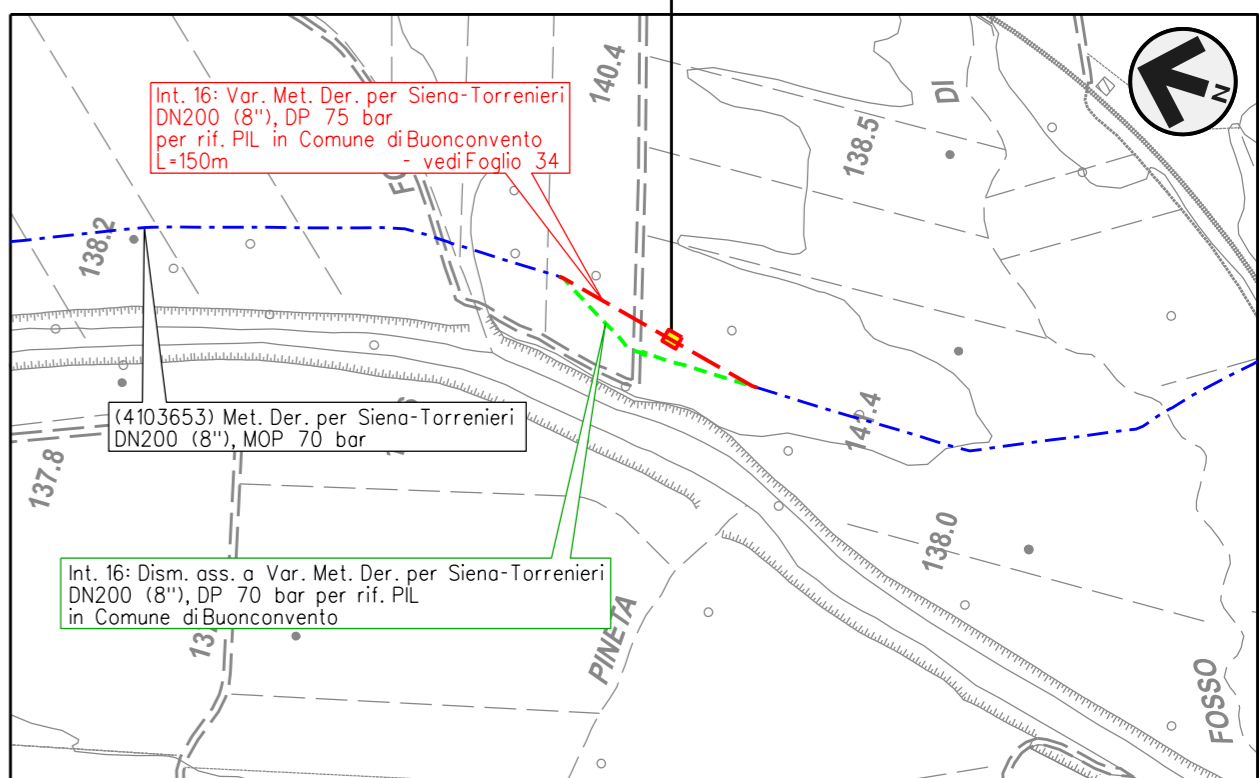 140.4
DI
N
Int. 16: Var. Met. Der. per Siena-Torrenieri
DN200 (8"), DP 75 bar
per rif. PIL in Comune di Buonconvento
L=150m - vedi Foglio 34
138.5
138.2
(4103653) Met. Der. per Siena-Torrenieri
DN200 (8"), MOP 70 bar
137.8
138.0
Int. 16: Dism. ass. a Var. Met. Der. per Siena-Torrenieri
DN200 (8"), DP 70 bar per rif. PIL
in Comune di Buonconvento
PINETA
FOSSO